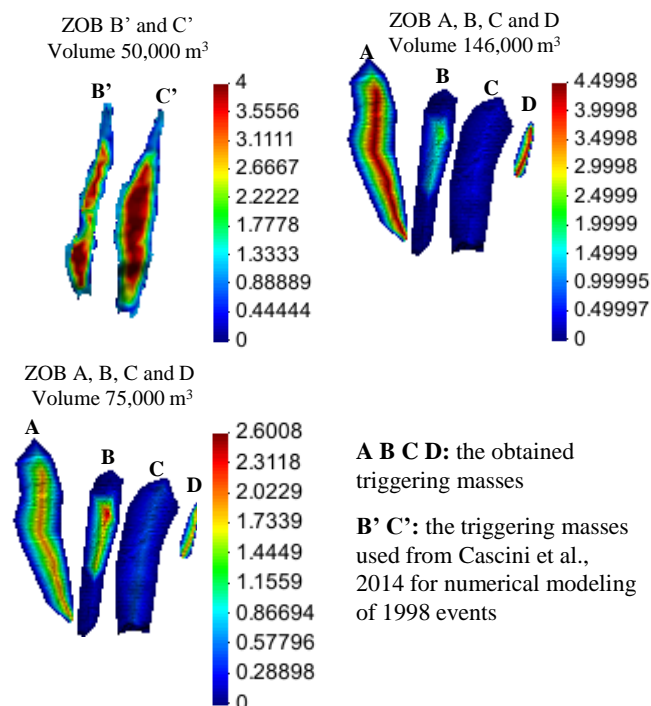 ZOB B’ and C’
Volume 50,000 m³
B’
C’
4
3.5556
3.1111
2.6667
2.2222
1.7778
1.3333
0.88889
0.44444
0
ZOB A, B, C and D
Volume 146,000 m³
A
B
C
D
4.4998
4.4998
3.9998
3.4998
2.9998
2.4999
1.9999
1.4999
0.99995
0.49997
0
ZOB A, B, C and D
Volume 75,000 m³
A
B
C
D
2.6008
2.3118
2.0229
1.7339
1.4449
1.1559
0.86694
0.57796
0.28898
0
A B C D: the obtained
triggering masses
B’ C’: the triggering masses
used from Cascini et al.,
2014 for numerical modeling
of 1998 events